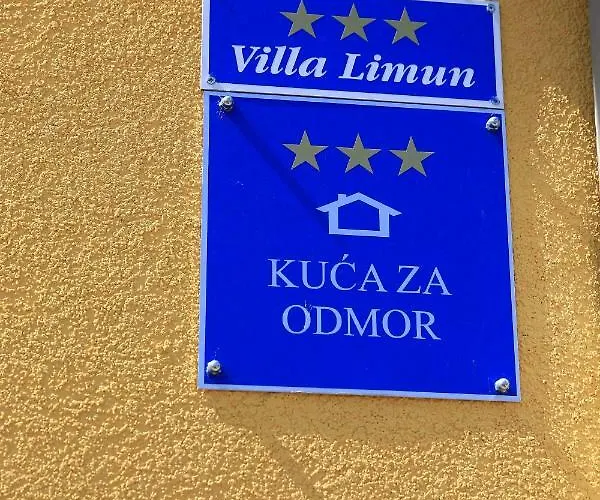 Villa Limun
KUĆA ZA
ODMOR